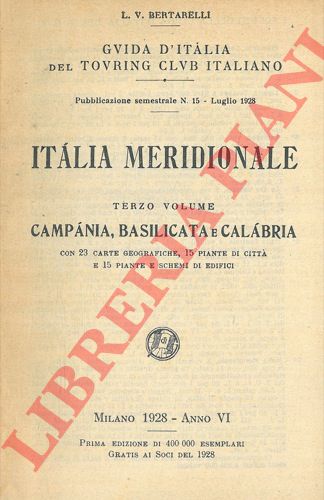 L. V. BERTARELLI
GVIDA D'ITÁLIA
DEL TOVRING CLVB ITALIANO
Pubblicazione semestrale N. 15 - Luglio 1928
ITÁLIA MERIDIONALE
TERZO VOLUME
CAMPÁNIA, BASILICATA E CALÁBRIA
CON 23 CARTE GEOGRAFICHE, 15 PIANTE DI CITTÀ
E 15 PIANTE E SCHEMI DI EDIFICI
MILANO 1928 - ANNO VI
PRIMA EDIZIONE DI 400 000 ESEMPLARI
GRATIS AI SOCI DEL 1928
LIBRERIA PIANI
LIBRERIA PIANI